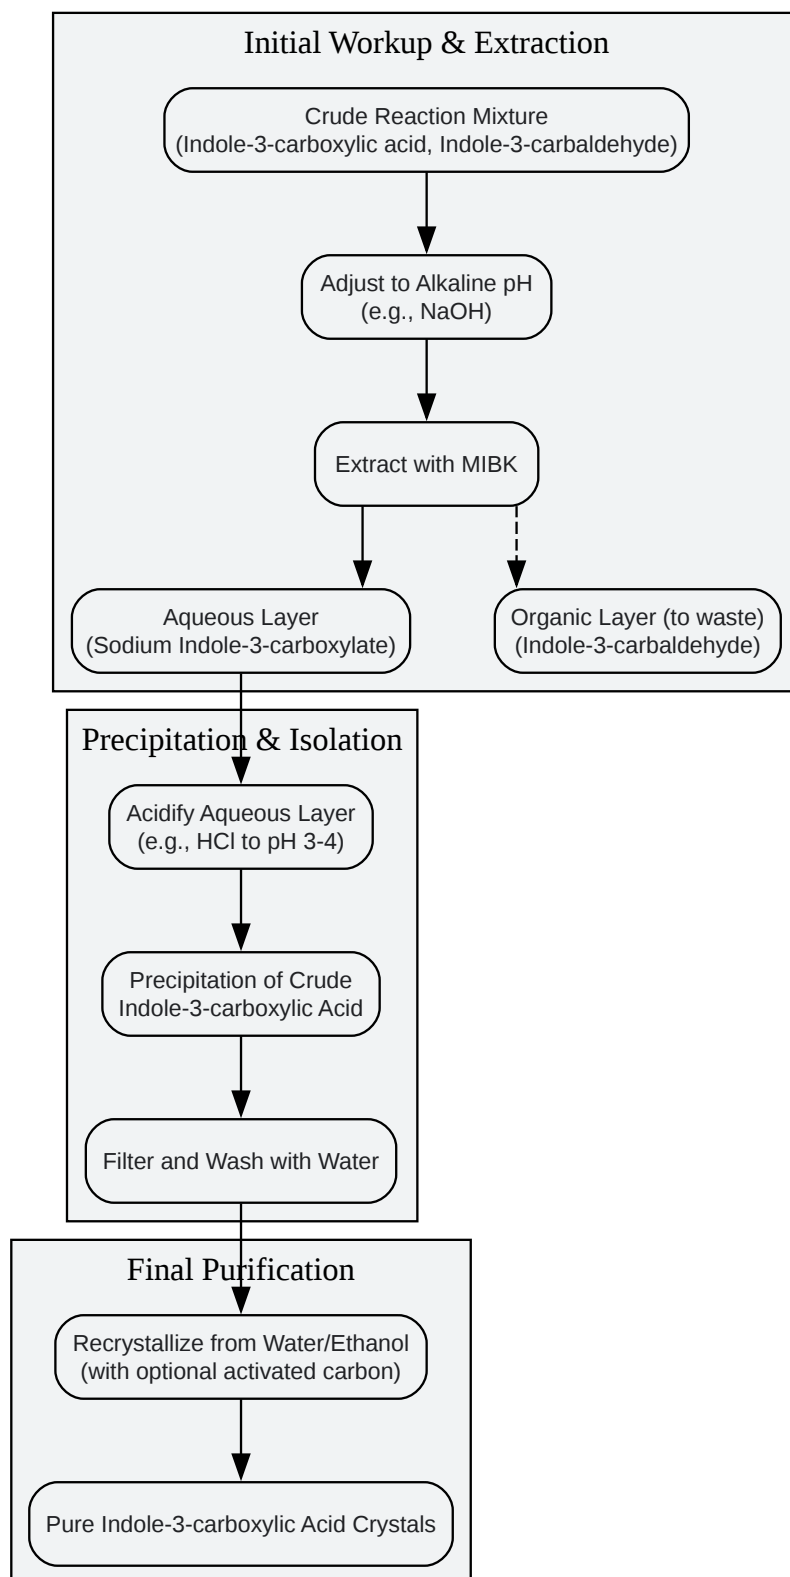 Initial Workup & Extraction
Crude Reaction Mixture
(Indole-3-carboxylic acid, Indole-3-carbaldehyde)
Adjust to Alkaline pH
(e.g., NaOH)
Extract with MIBK
Aqueous Layer
(Sodium Indole-3-carboxylate)
Organic Layer (to waste)
(Indole-3-carbaldehyde)
Precipitation & Isolation
Acidify Aqueous Layer
(e.g., HCl to pH 3-4)
Precipitation of Crude
Indole-3-carboxylic Acid
Filter and Wash with Water
Final Purification
Recrystallize from Water/Ethanol
(with optional activated carbon)
Pure Indole-3-carboxylic Acid Crystals